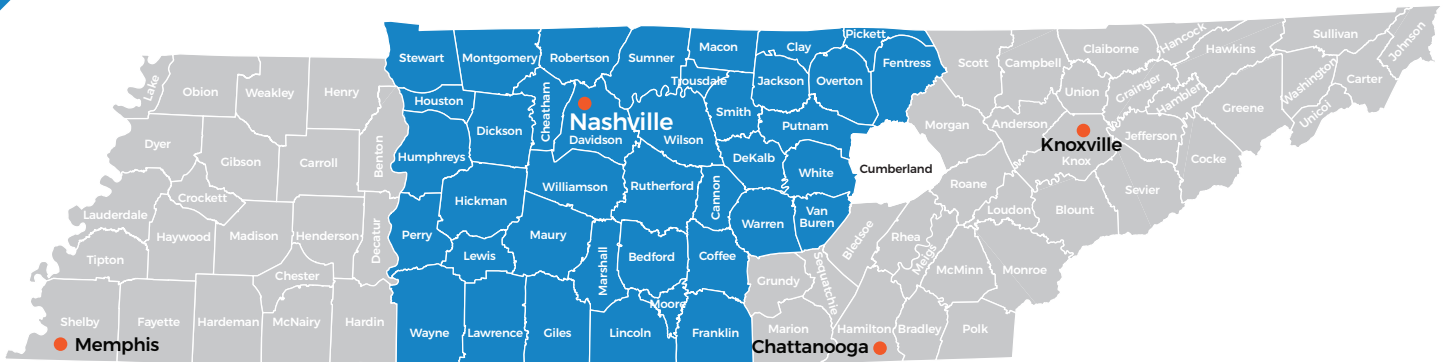 Stewart
Montgomery
Robertson
Sumner
Macon
Clay
Pickett
Fentress
Scott
Campbell
Claiborne
Hancock
Hawkins
Sullivan
Johnson
Lake
Obion
Weakley
Henry
Houston
Cheatham
Trousdale
Jackson
Overton
Union
Grainger
Hamblen
Washington
Carter
Greene
Unicoi
Dickson
Nashville
Davidson
Wilson
Smith
Putnam
Morgan
Anderson
Knoxville
Knox
Jefferson
Cocke
Dyer
Gibson
Carroll
Benton
Humphreys
DeKalb
White
Cumberland
Roane
Loudon
Blount
Sevier
Crockett
Lauderdale
Haywood
Madison
Henderson
Decatur
Perry
Hickman
Williamson
Rutherford
Cannon
Warren
Van
Buren
Bledsoe
Rhea
Meigs
McMinn
Monroe
Tipton
Chester
Lewis
Maury
Marshall
Bedford
Coffee
Grundy
Sequatchie
Shelby
Fayette
Hardeman
McNairy
Hardin
Wayne
Lawrence
Giles
Lincoln
Moore
Franklin
Marion
Hamilton
Bradley
Polk
Memphis
Chattanooga